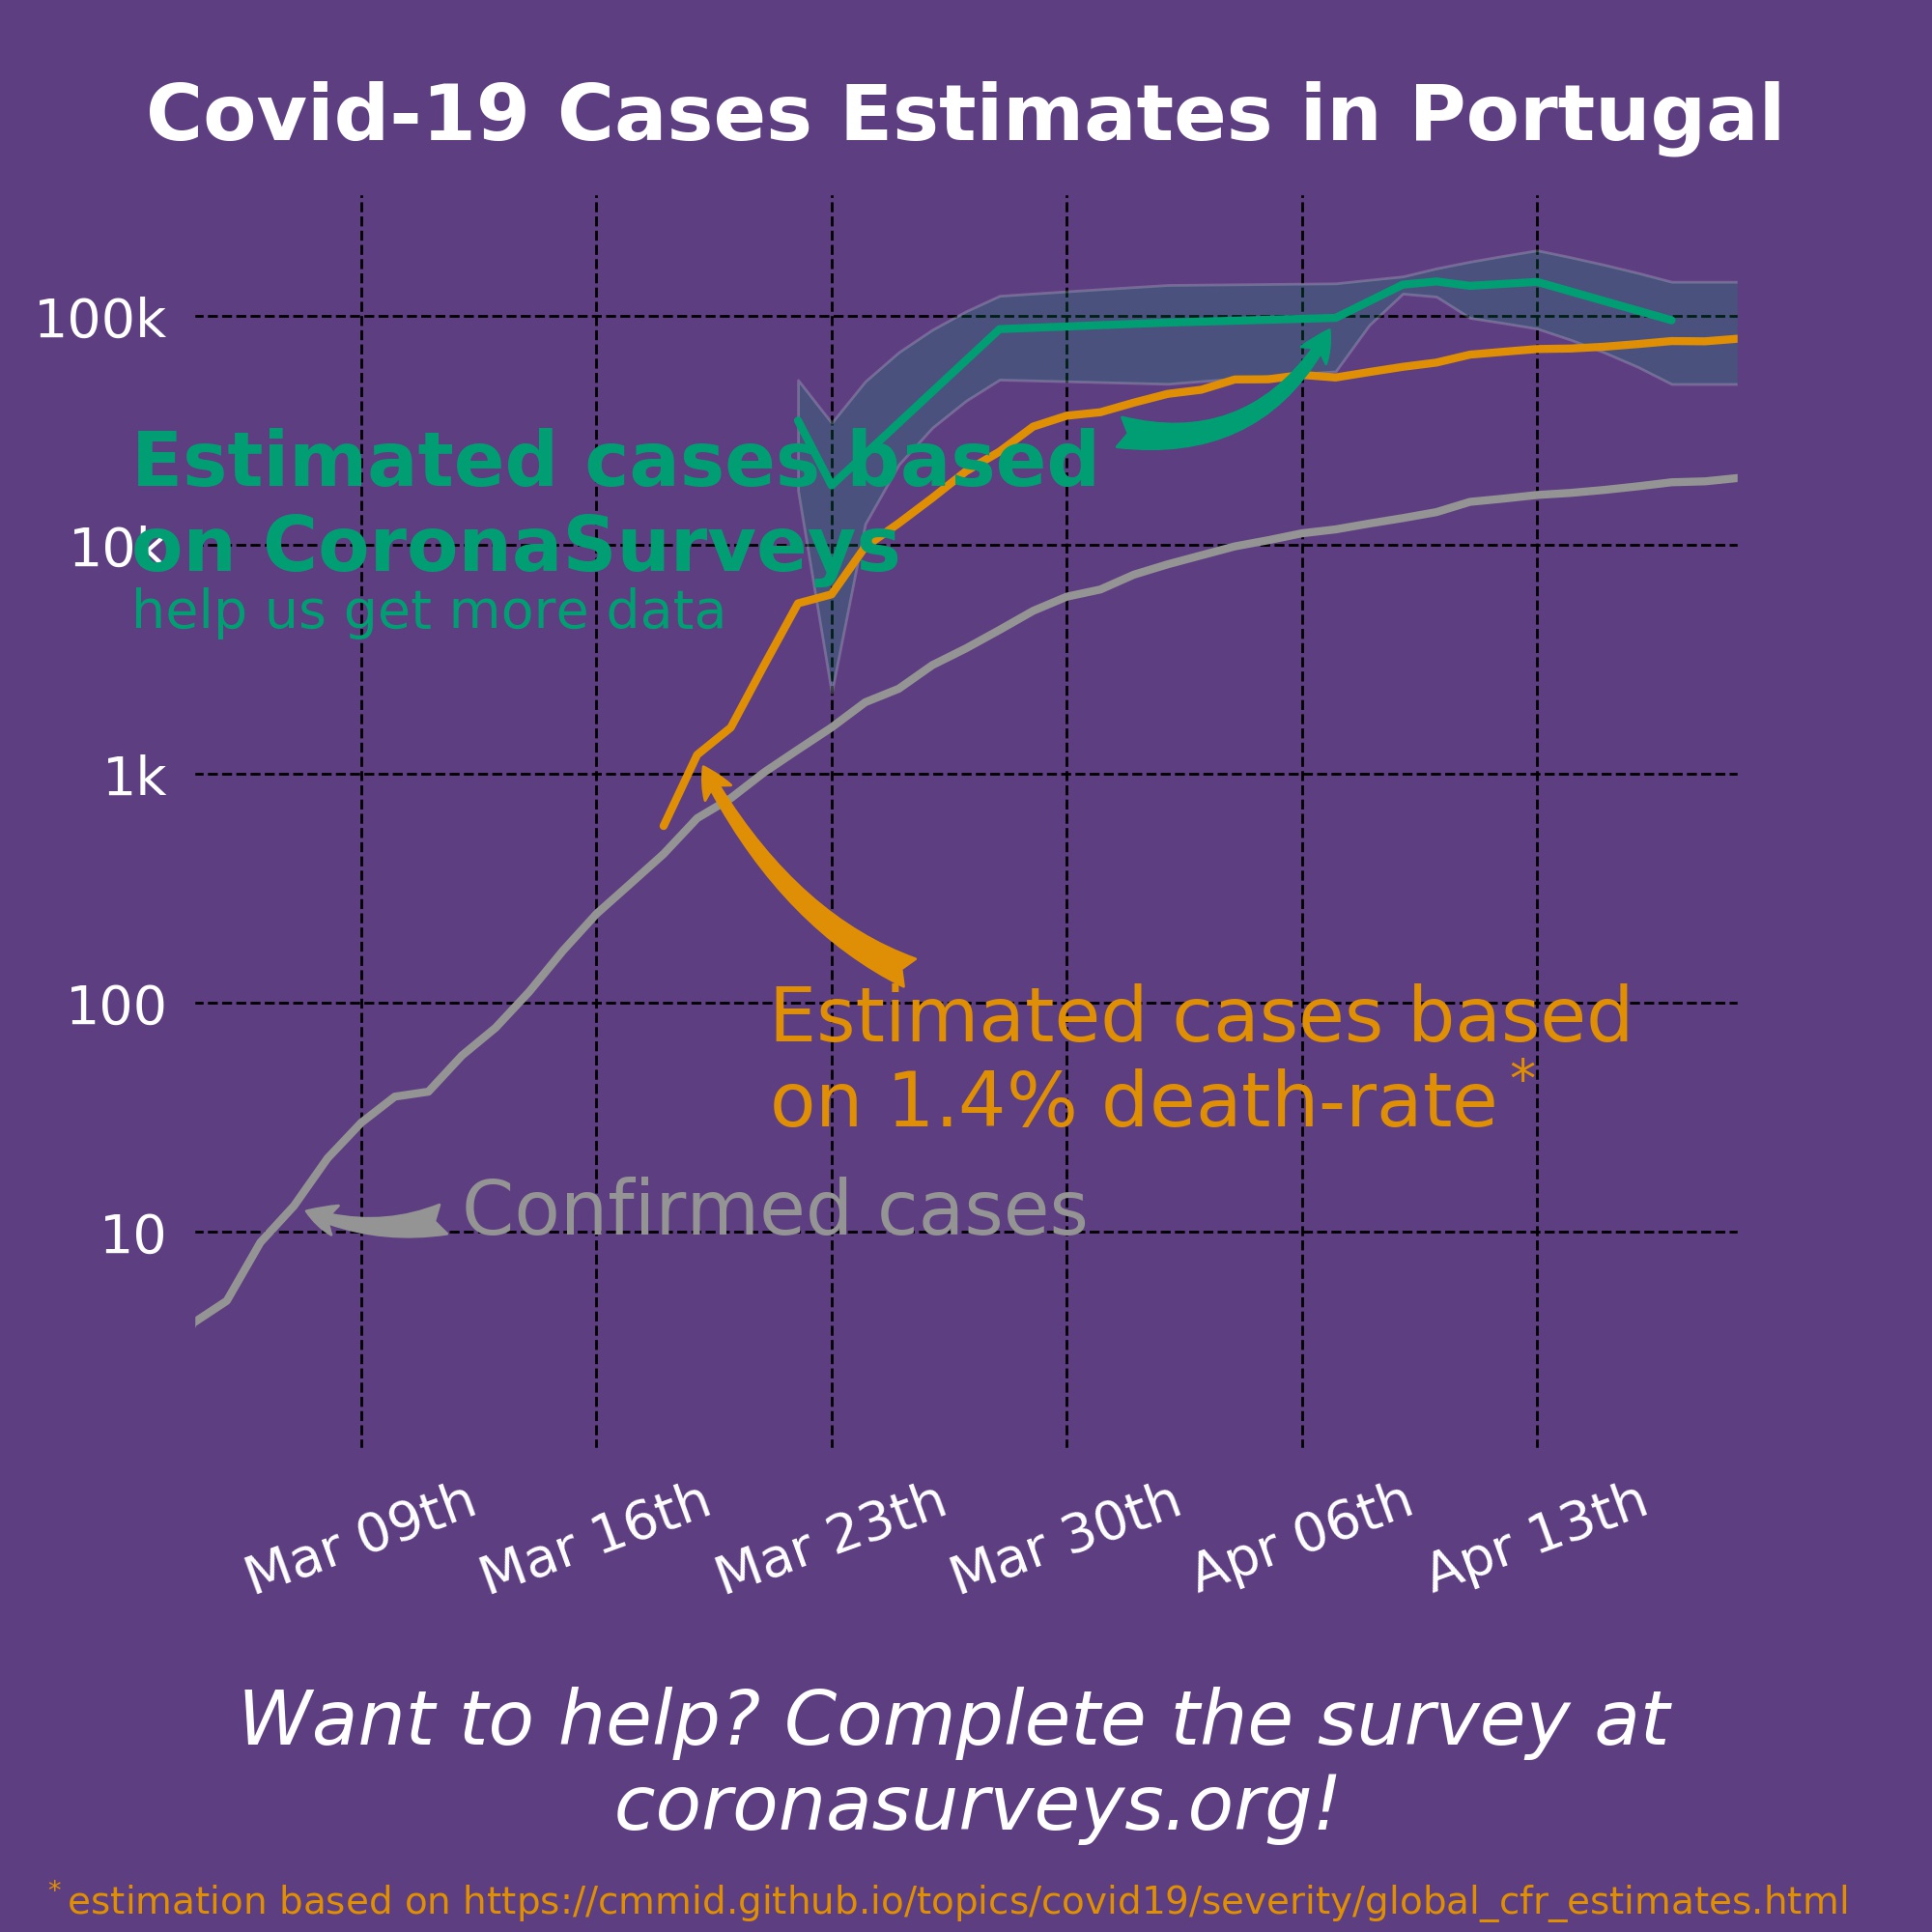 Covid-19 Cases Estimates in Portugal
100k
10k
1k
100
10
Estimated cases based
on CoronaSurveys
help us get more data
Estimated cases based
on 1.4% death-rate *
Confirmed cases
Mar 09th
Mar 16th
Mar 23th
Mar 30th
Apr 06th
Apr 13th
Want to help? Complete the survey at
coronasurveys.org!
* estimation based on https://cmmid.github.io/topics/covid19/severity/global_cfr_estimates.html